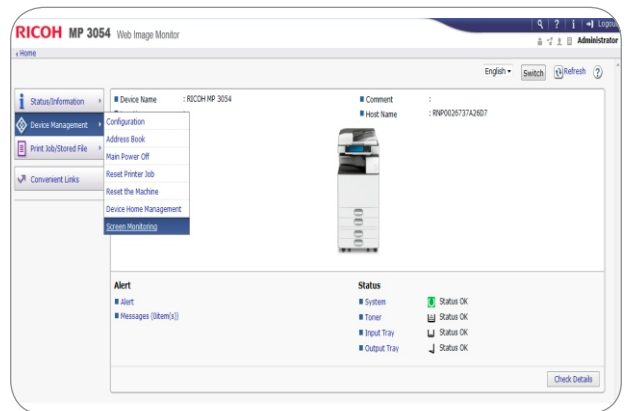 RICOH MP 3054 Web Image Monitor
? i Logout
Administrator
Home
English Switch Refresh ?
Status/Information
Device Management
Print Job/Stored File
Convenient Links
Configuration
Address Book
Main Power Off
Reset Printer Job
Reset the Machine
Device Home Management
Screen Monitoring
Device Name : RICOH MP 3054
Comment :
Host Name : RNP0026737A26D7
Alert
Alert
Messages (0item(s))
Status
System Status OK
Toner Status OK
Input Tray Status OK
Output Tray Status OK
Check Details